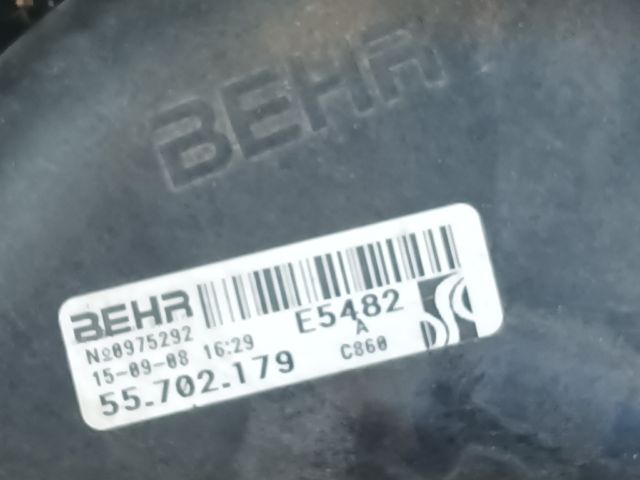 BEHR
BEHR
№0975292
15-09-08 16:29
55.702.179
E5482
A
C860